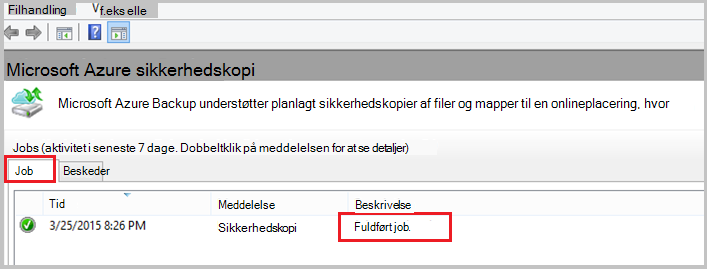 Filhandling Vf.eks elle
Microsoft Azure sikkerhedskopi
Microsoft Azure Backup understøtter planlagt sikkerhedskopier af filer og mapper til en onlineplacering, hvor
Jobs (aktivitet i seneste 7 dage. Dobbeltklik på meddelelsen for at se detaljer)
Job Beskeder
Tid Meddelelse Beskrivelse
3/25/2015 8:26 PM Sikkerhedskopi Fuldført job.